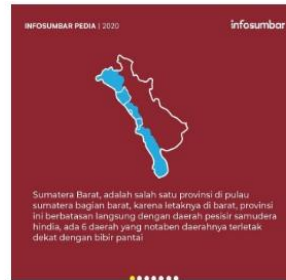 INFOSUMBAR PEDIA | 2020
infosumbar
Sumatera Barat, adalah salah satu provinsi di pulau
sumatera bagian barat, karena letaknya di barat, provinsi
ini berbatasan langsung dengan daerah pesisir samudera
hindia, ada 6 daerah yang notaben daerahnya terletak
dekat dengan bibir pantai